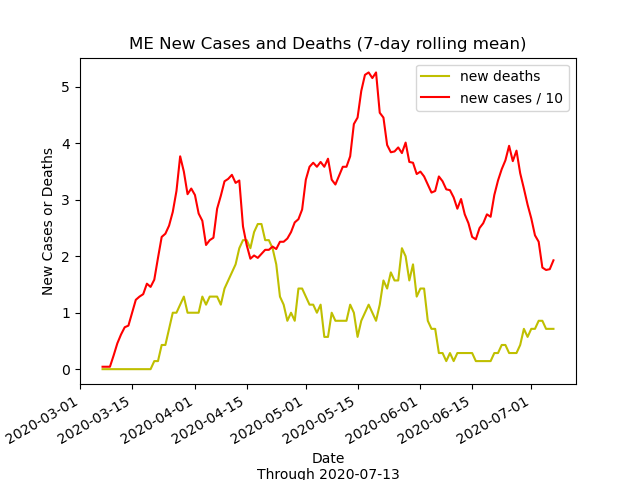 ME New Cases and Deaths (7-day rolling mean)
new deaths
new cases / 10
New Cases or Deaths
5
4
3
2
1
0
2020-03-01
2020-03-15
2020-04-01
2020-04-15
2020-05-01
2020-05-15
2020-06-01
2020-06-15
2020-07-01
Date
Through 2020-07-13